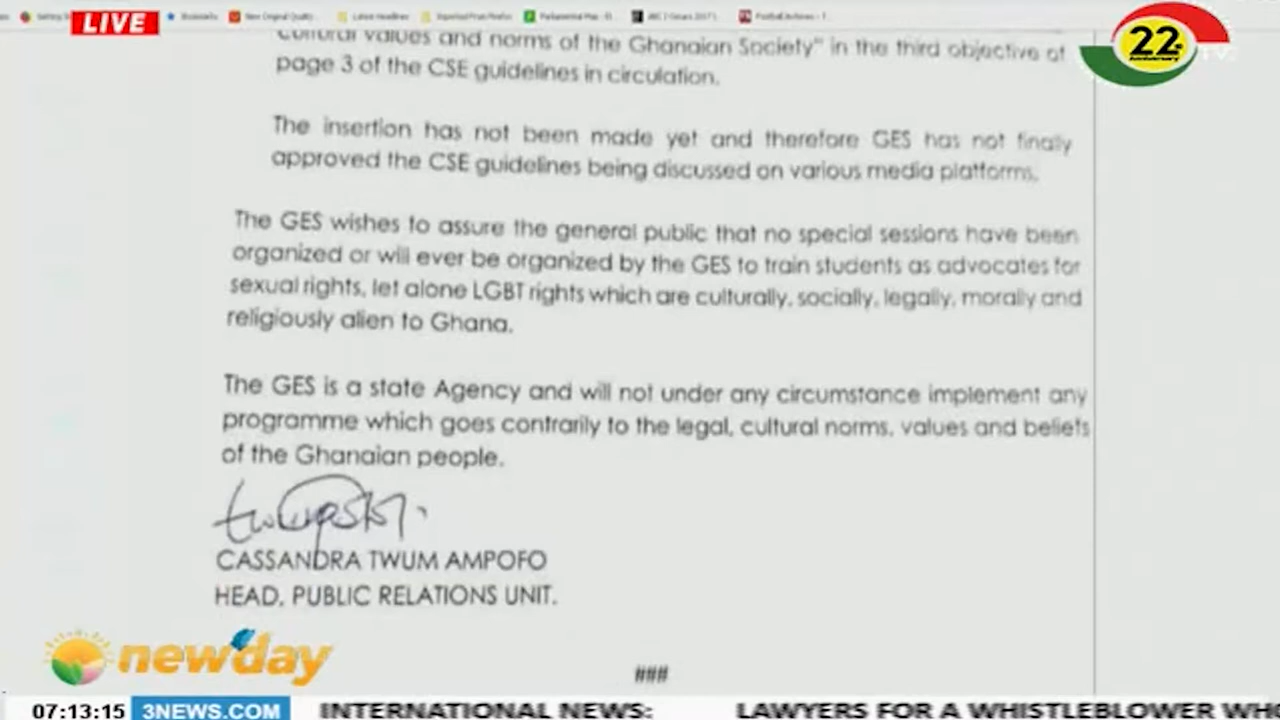 LIVE
22
Anniversary
TV
cultural values and norms of the Ghanaian Society" in the third objective of
page 3 of the CSE guidelines in circulation.
The insertion has not been made yet and therefore GES has not finally
approved the CSE guidelines being discussed on various media platforms.
The GES wishes to assure the general public that no special sessions have been
organized or will ever be organized by the GES to train students as advocates for
sexual rights, let alone LGBT rights which are culturally, socially, legally, morally and
religiously alien to Ghana.
The GES is a state Agency and will not under any circumstance implement any
programme which goes contrarily to the legal, cultural norms, values and beliefs
of the Ghanaian people.
CASSANDRA TWUM AMPOFO
HEAD, PUBLIC RELATIONS UNIT.
newday
###
07:13:15 3NEWS.COM INTERNATIONAL NEWS: LAWYERS FOR A WHISTLEBLOWER WHO